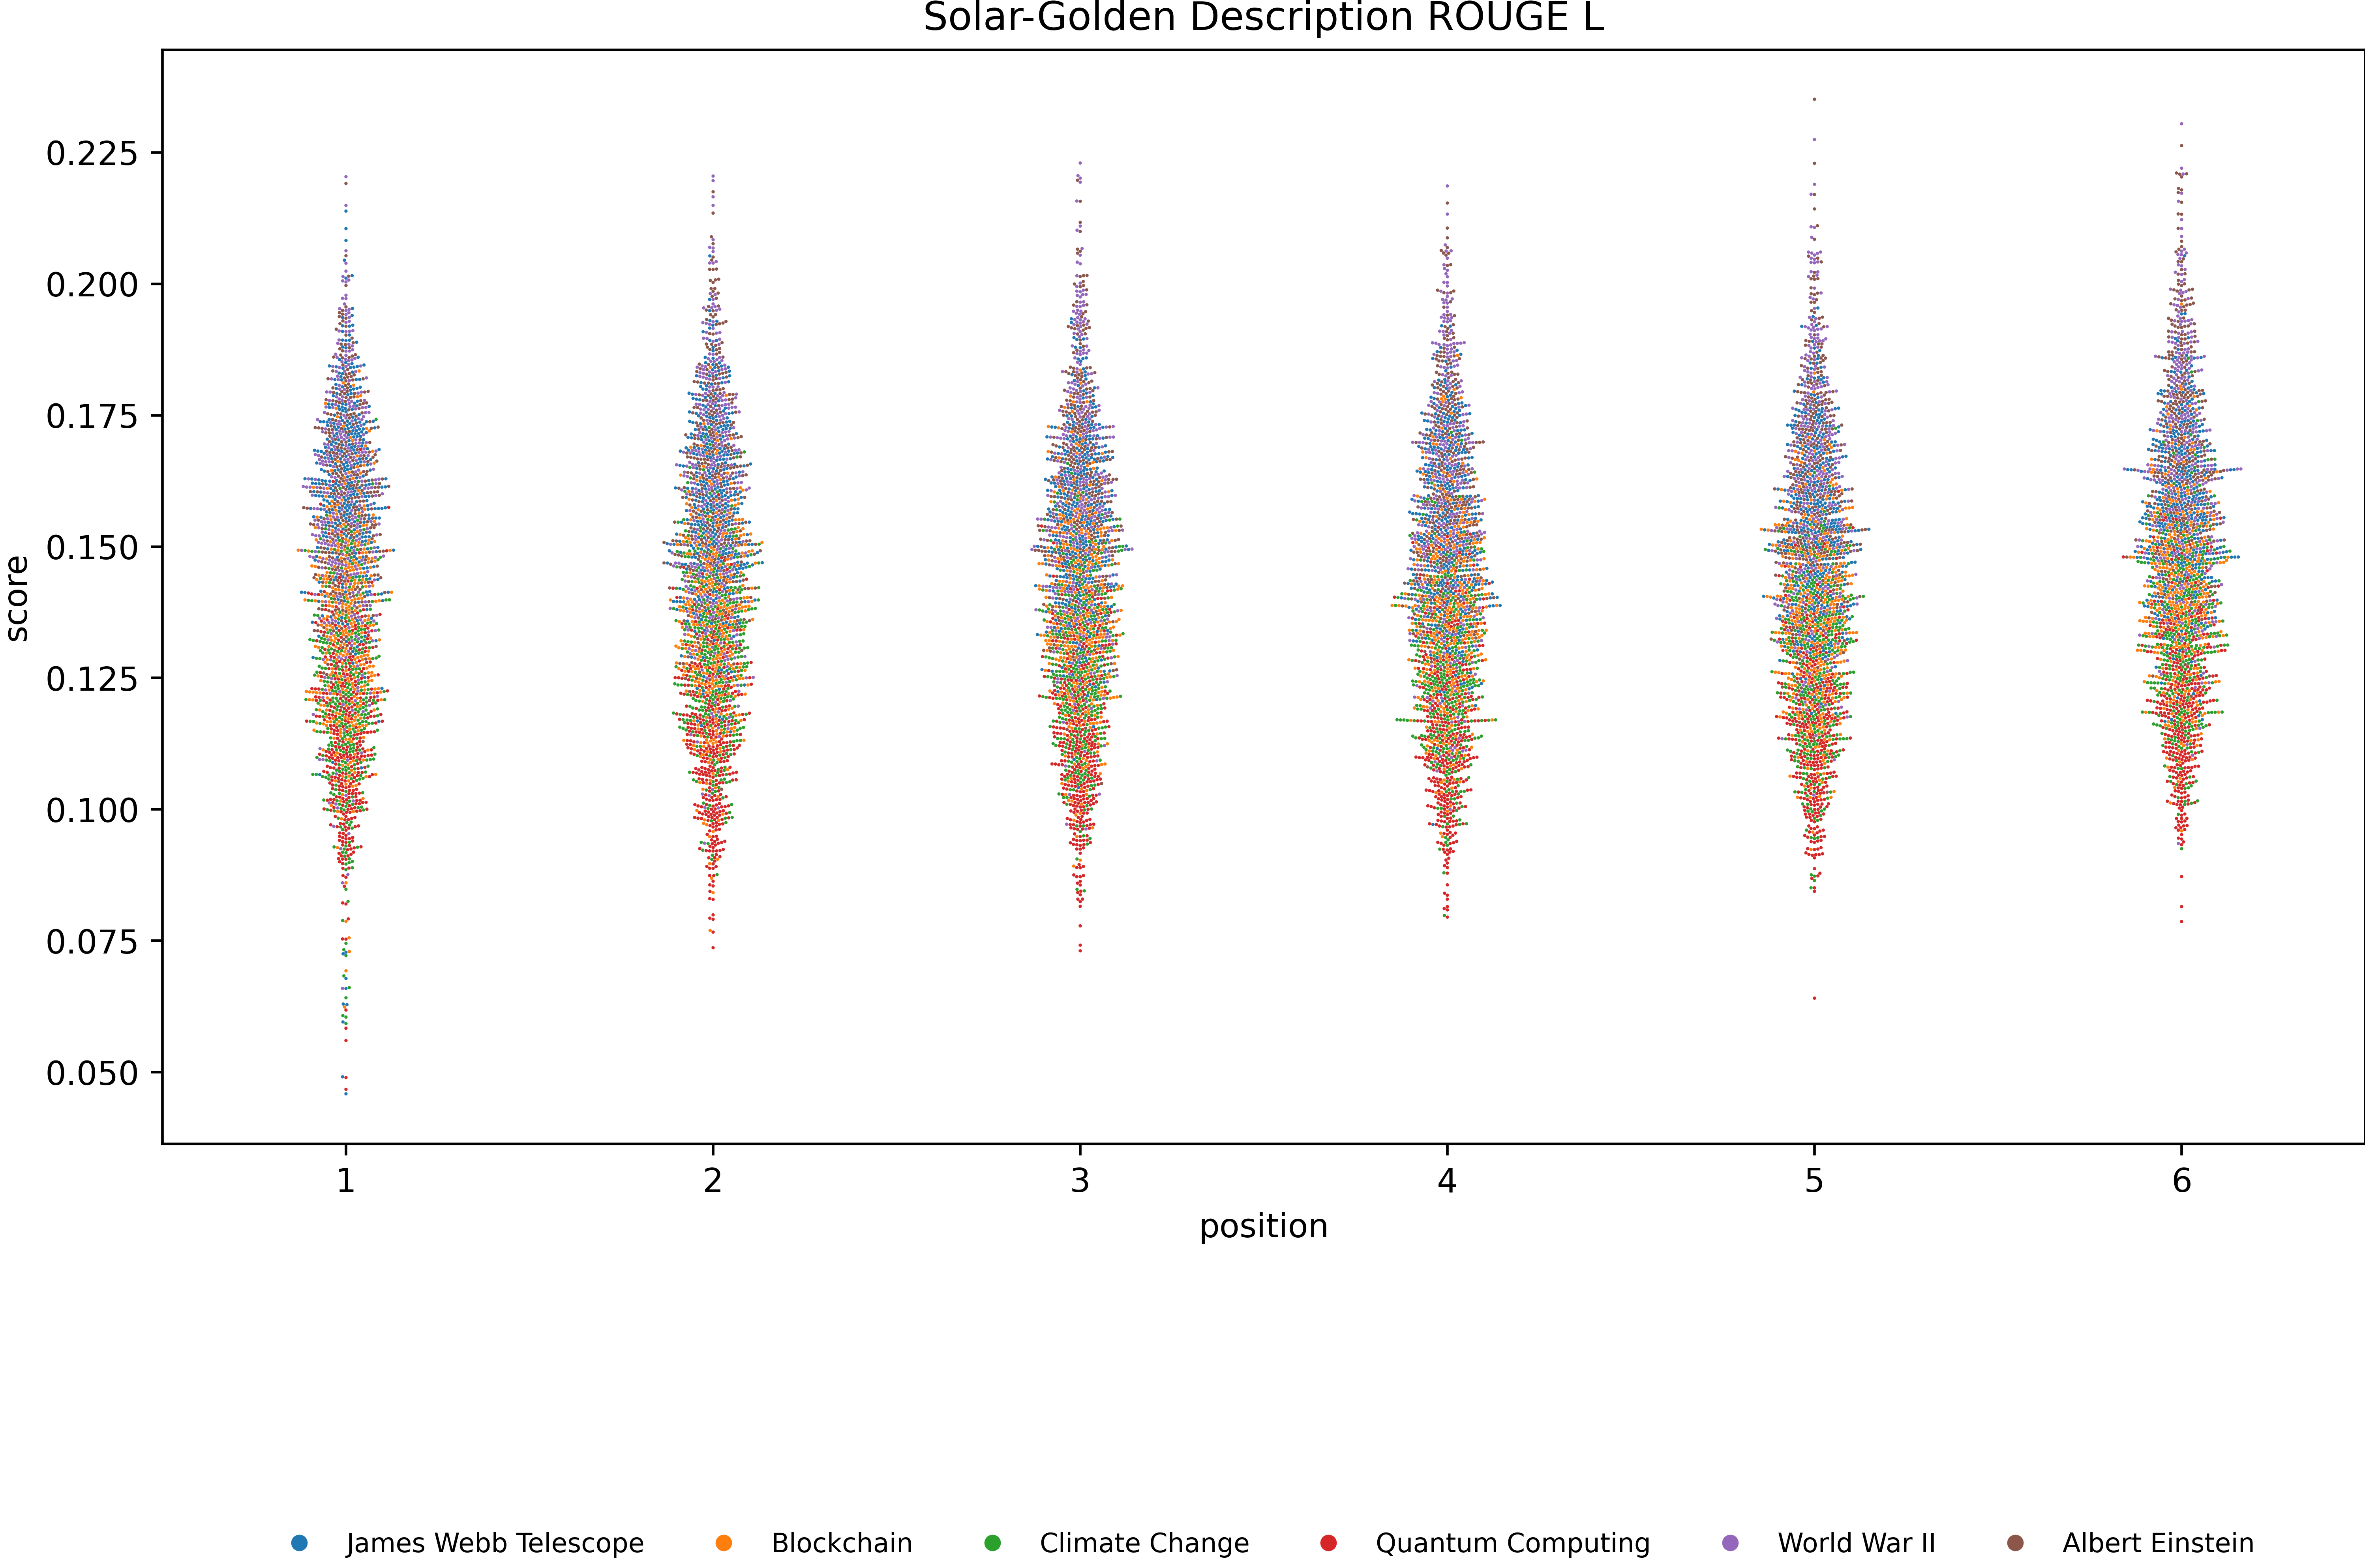 Solar-Golden Description ROUGE L
0.225
0.200
0.175
0.150
0.125
0.100
0.075
0.050
score
1 2 3 4 5 6
position
James Webb Telescope Blockchain Climate Change Quantum Computing World War II Albert Einstein